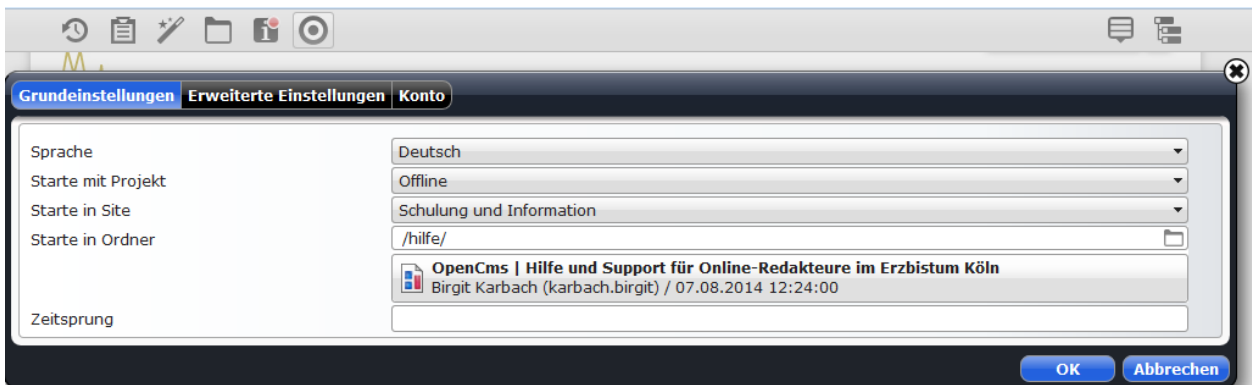 Grundeinstellungen Erweiterte Einstellungen Konto
Sprache Deutsch
Starte mit Projekt Offline
Starte in Site Schulung und Information
Starte in Ordner /hilfe/
OpenCms | Hilfe und Support für Online-Redakteure im Erzbistum Köln
Birgit Karbach (karbach.birgit) / 07.08.2014 12:24:00
Zeitsprung
OK Abbrechen